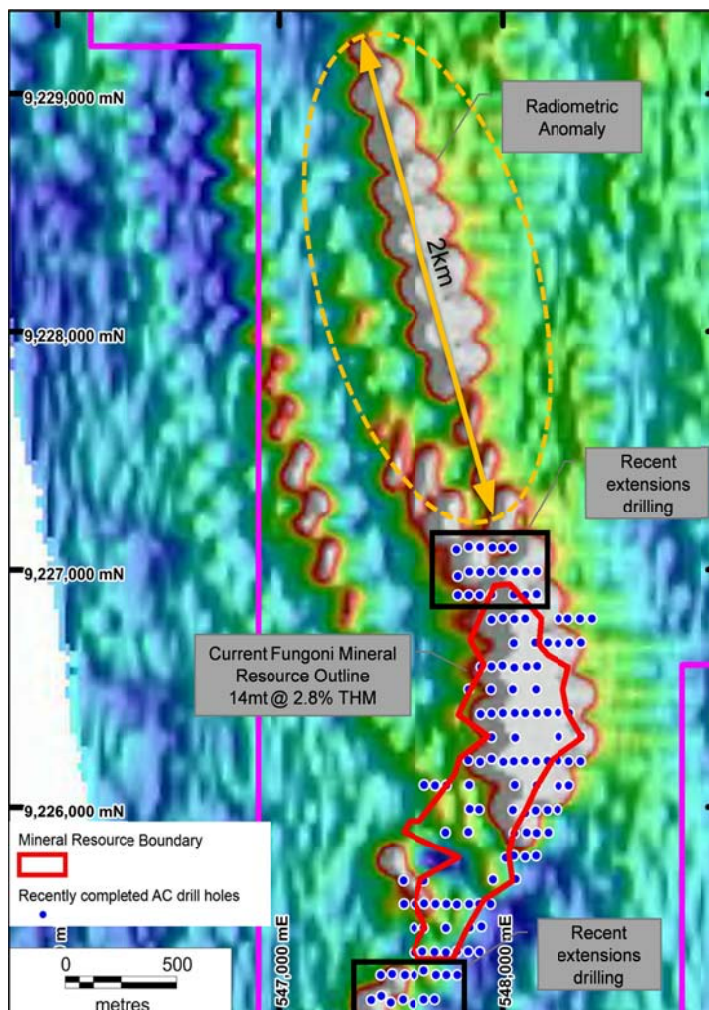 9,229,000 mN
Radiometric
Anomaly
2km
9,228,000 mN
Recent
extensions
drilling
9,227,000 mN
Current Fungoni Mineral
Resource Outline
14mt @ 2.8% THM
9,226,000 mN
Mineral Resource Boundary
Recently completed AC drill holes
0 500
metres
547,000 mE
548,000 mE
Recent
extensions
drilling